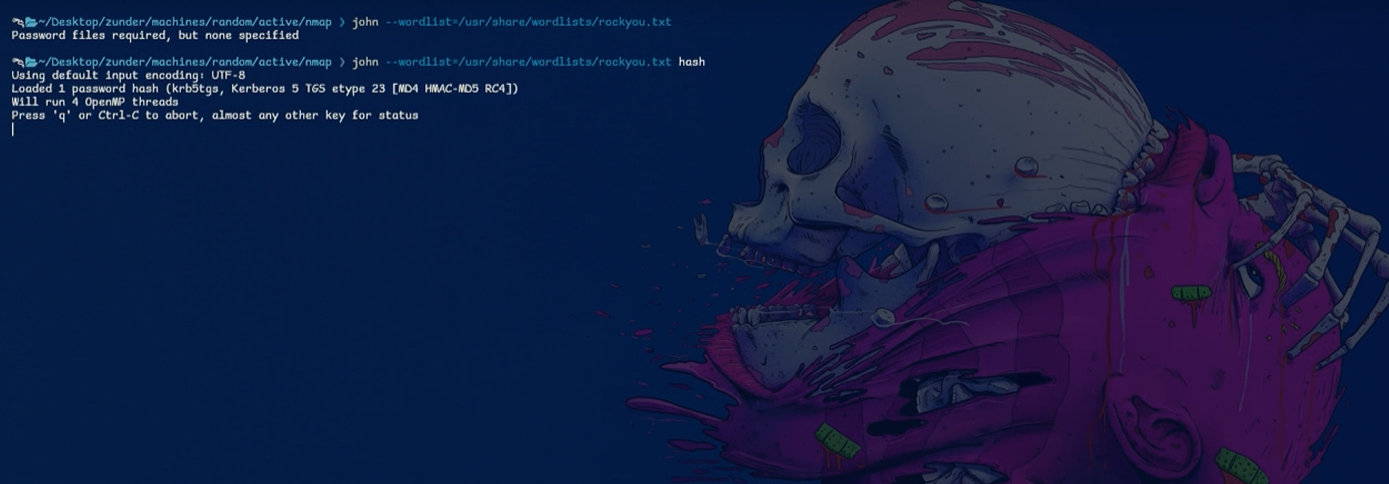 ~/Desktop/zunder/machines/random/active/nmap ❯ john --wordlist=/usr/share/wordlists/rockyou.txt
Password files required, but none specified
~/Desktop/zunder/machines/random/active/nmap ❯ john --wordlist=/usr/share/wordlists/rockyou.txt hash
Using default input encoding: UTF-8
Loaded 1 password hash (krb5tgs, Kerberos 5 TGS etype 23 [MD4 HMAC-MD5 RC4])
Will run 4 OpenMP threads
Press 'q' or Ctrl-C to abort, almost any other key for status